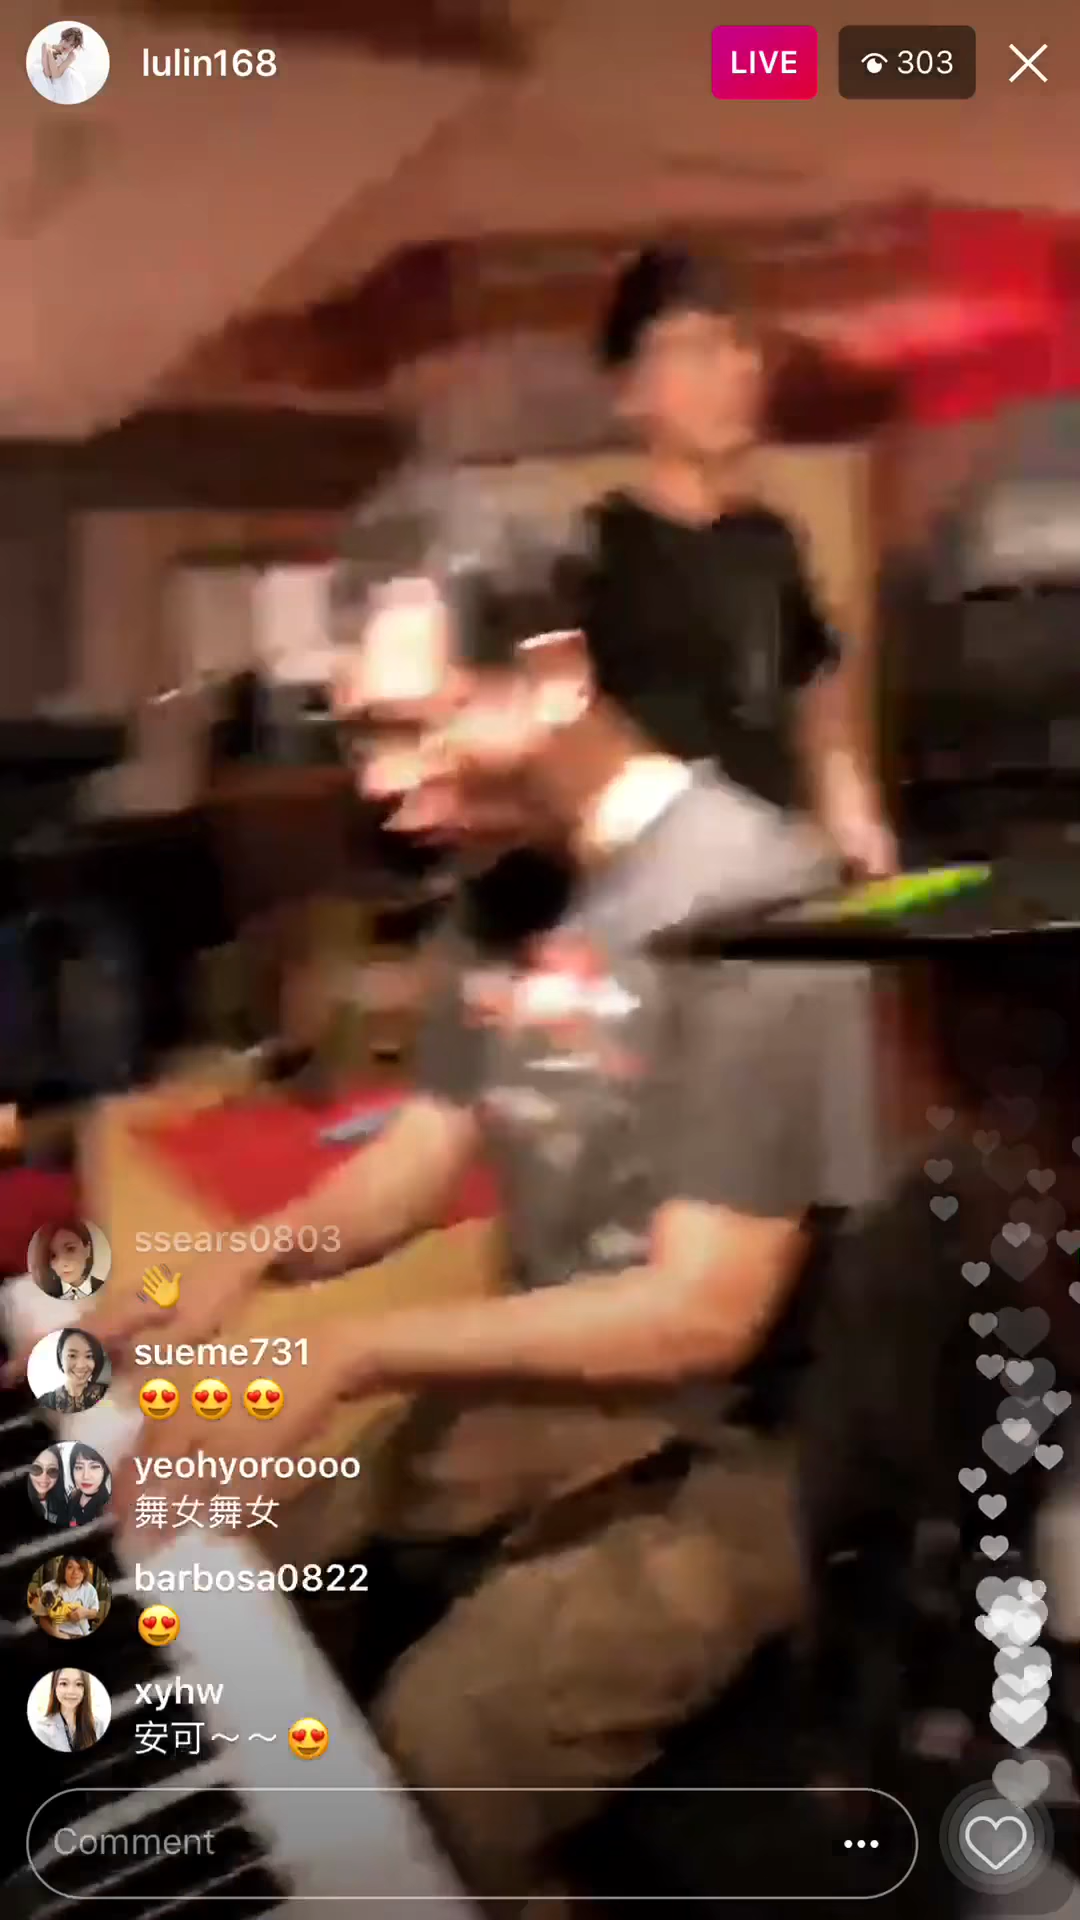 lulin168
LIVE
303
ssears0803
👋
sueme731
😍😍😍
yeohyoroooo
舞女舞女
barbosa0822
😍
xyhw
安可～～😍
Comment